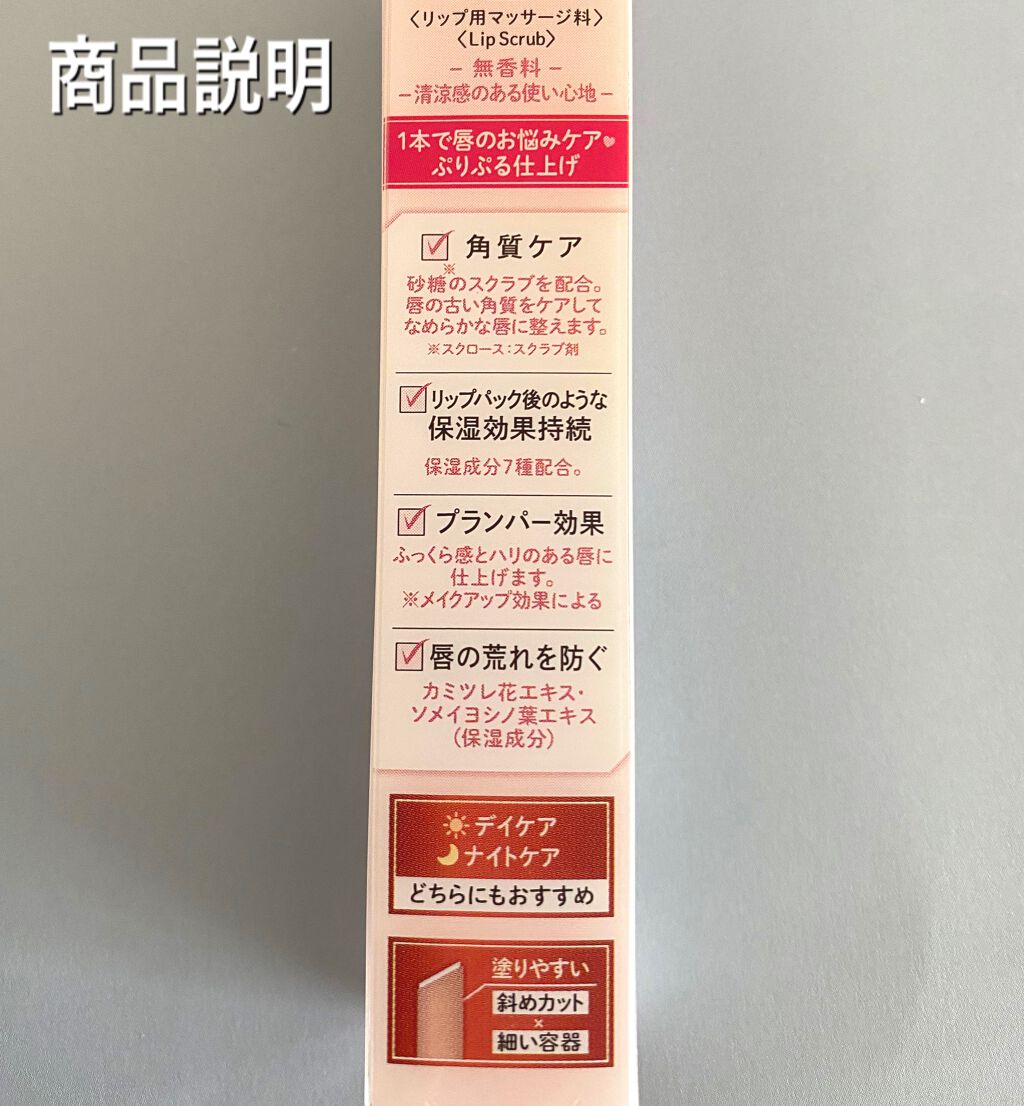 商品説明
〈リップ用マッサージ料〉
〈Lip Scrub〉
－ 無香料 －
－清涼感のある使い心地－
1本で唇のお悩みケア♥
ぷりぷる仕上げ
角質ケア
※
砂糖のスクラブを配合。
唇の古い角質をケアして
なめらかな唇に整えます。
※スクロース：スクラブ剤
リップパック後のような
保湿効果持続
保湿成分7種配合。
プランパー効果
ふっくら感とハリのある唇に
仕上げます。
※メイクアップ効果による
唇の荒れを防ぐ
カミツレ花エキス・
ソメイヨシノ葉エキス
（保湿成分）
デイケア
ナイトケア
どちらにもおすすめ
塗りやすい
斜めカット
×
細い容器